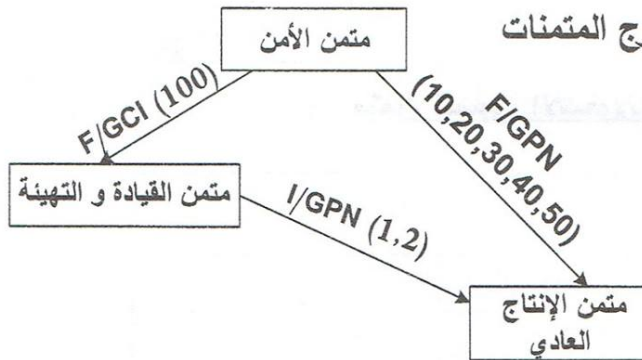 ج المتمنات
متمن الأمن
F/GCI (100)
F/GPN
(10,20,30,40,50)
متمن القيادة و التهيئة
I/GPN (1,2)
متمن الإنتاج
العادي